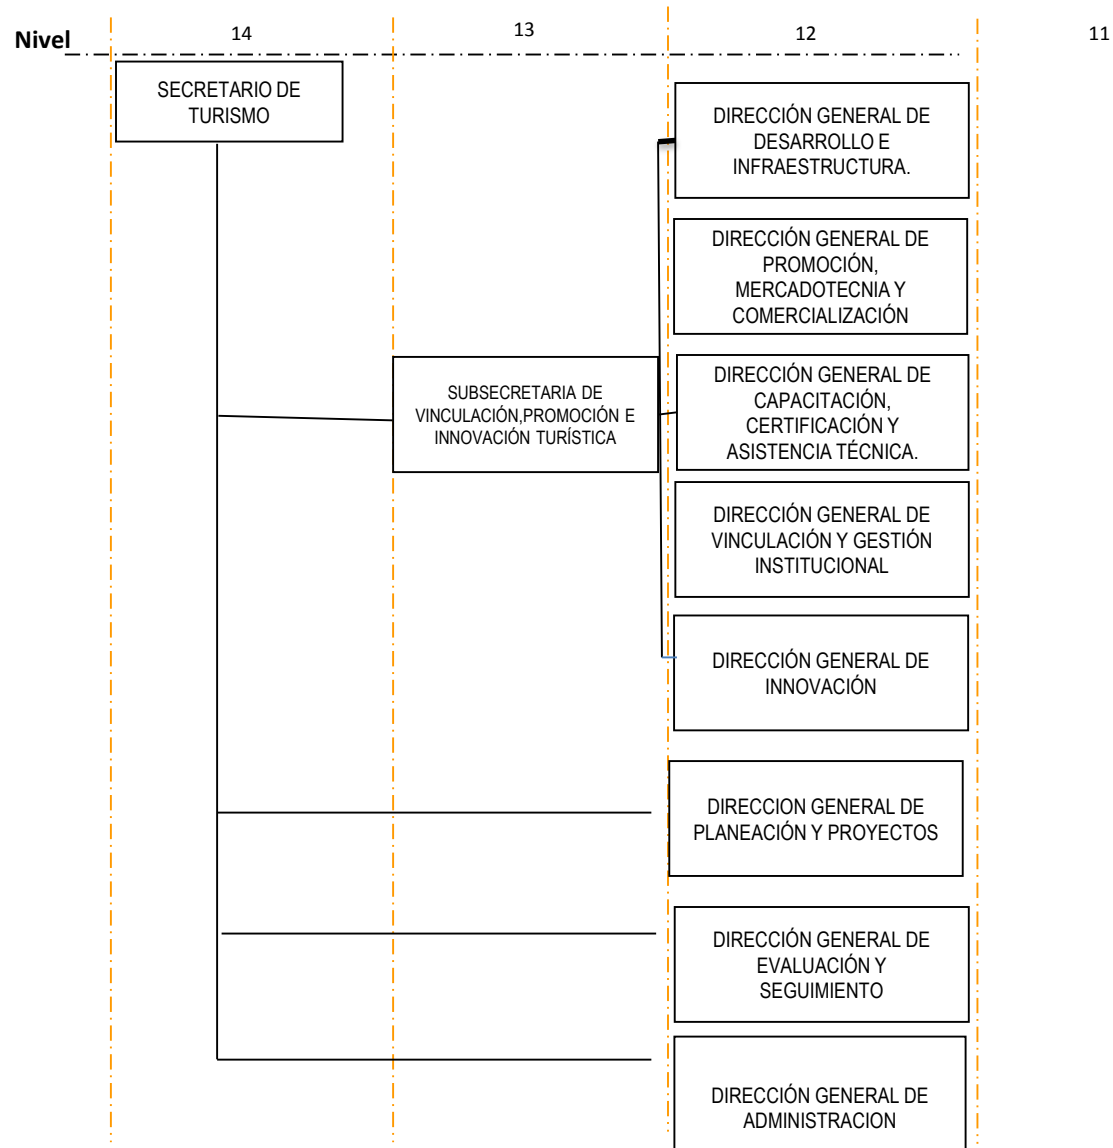 Nivel
14
13
12
11
SECRETARIO DE
TURISMO
DIRECCIÓN GENERAL DE
DESARROLLO E
INFRAESTRUCTURA.
DIRECCIÓN GENERAL DE
PROMOCIÓN,
MERCADOTECNIA Y
COMERCIALIZACIÓN
SUBSECRETARIA DE
VINCULACIÓN,PROMOCIÓN E
INNOVACIÓN TURÍSTICA
DIRECCIÓN GENERAL DE
CAPACITACIÓN,
CERTIFICACIÓN Y
ASISTENCIA TÉCNICA.
DIRECCIÓN GENERAL DE
VINCULACIÓN Y GESTIÓN
INSTITUCIONAL
DIRECCIÓN GENERAL DE
INNOVACIÓN
DIRECCION GENERAL DE
PLANEACIÓN Y PROYECTOS
DIRECCIÓN GENERAL DE
EVALUACIÓN Y
SEGUIMIENTO
DIRECCIÓN GENERAL DE
ADMINISTRACION